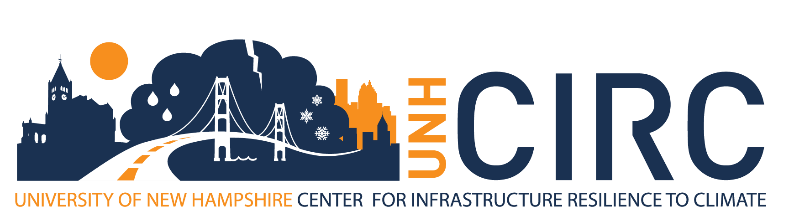 UNH
CIRC
UNIVERSITY OF NEW HAMPSHIRE CENTER FOR INFRASTRUCTURE RESILIENCE TO CLIMATE